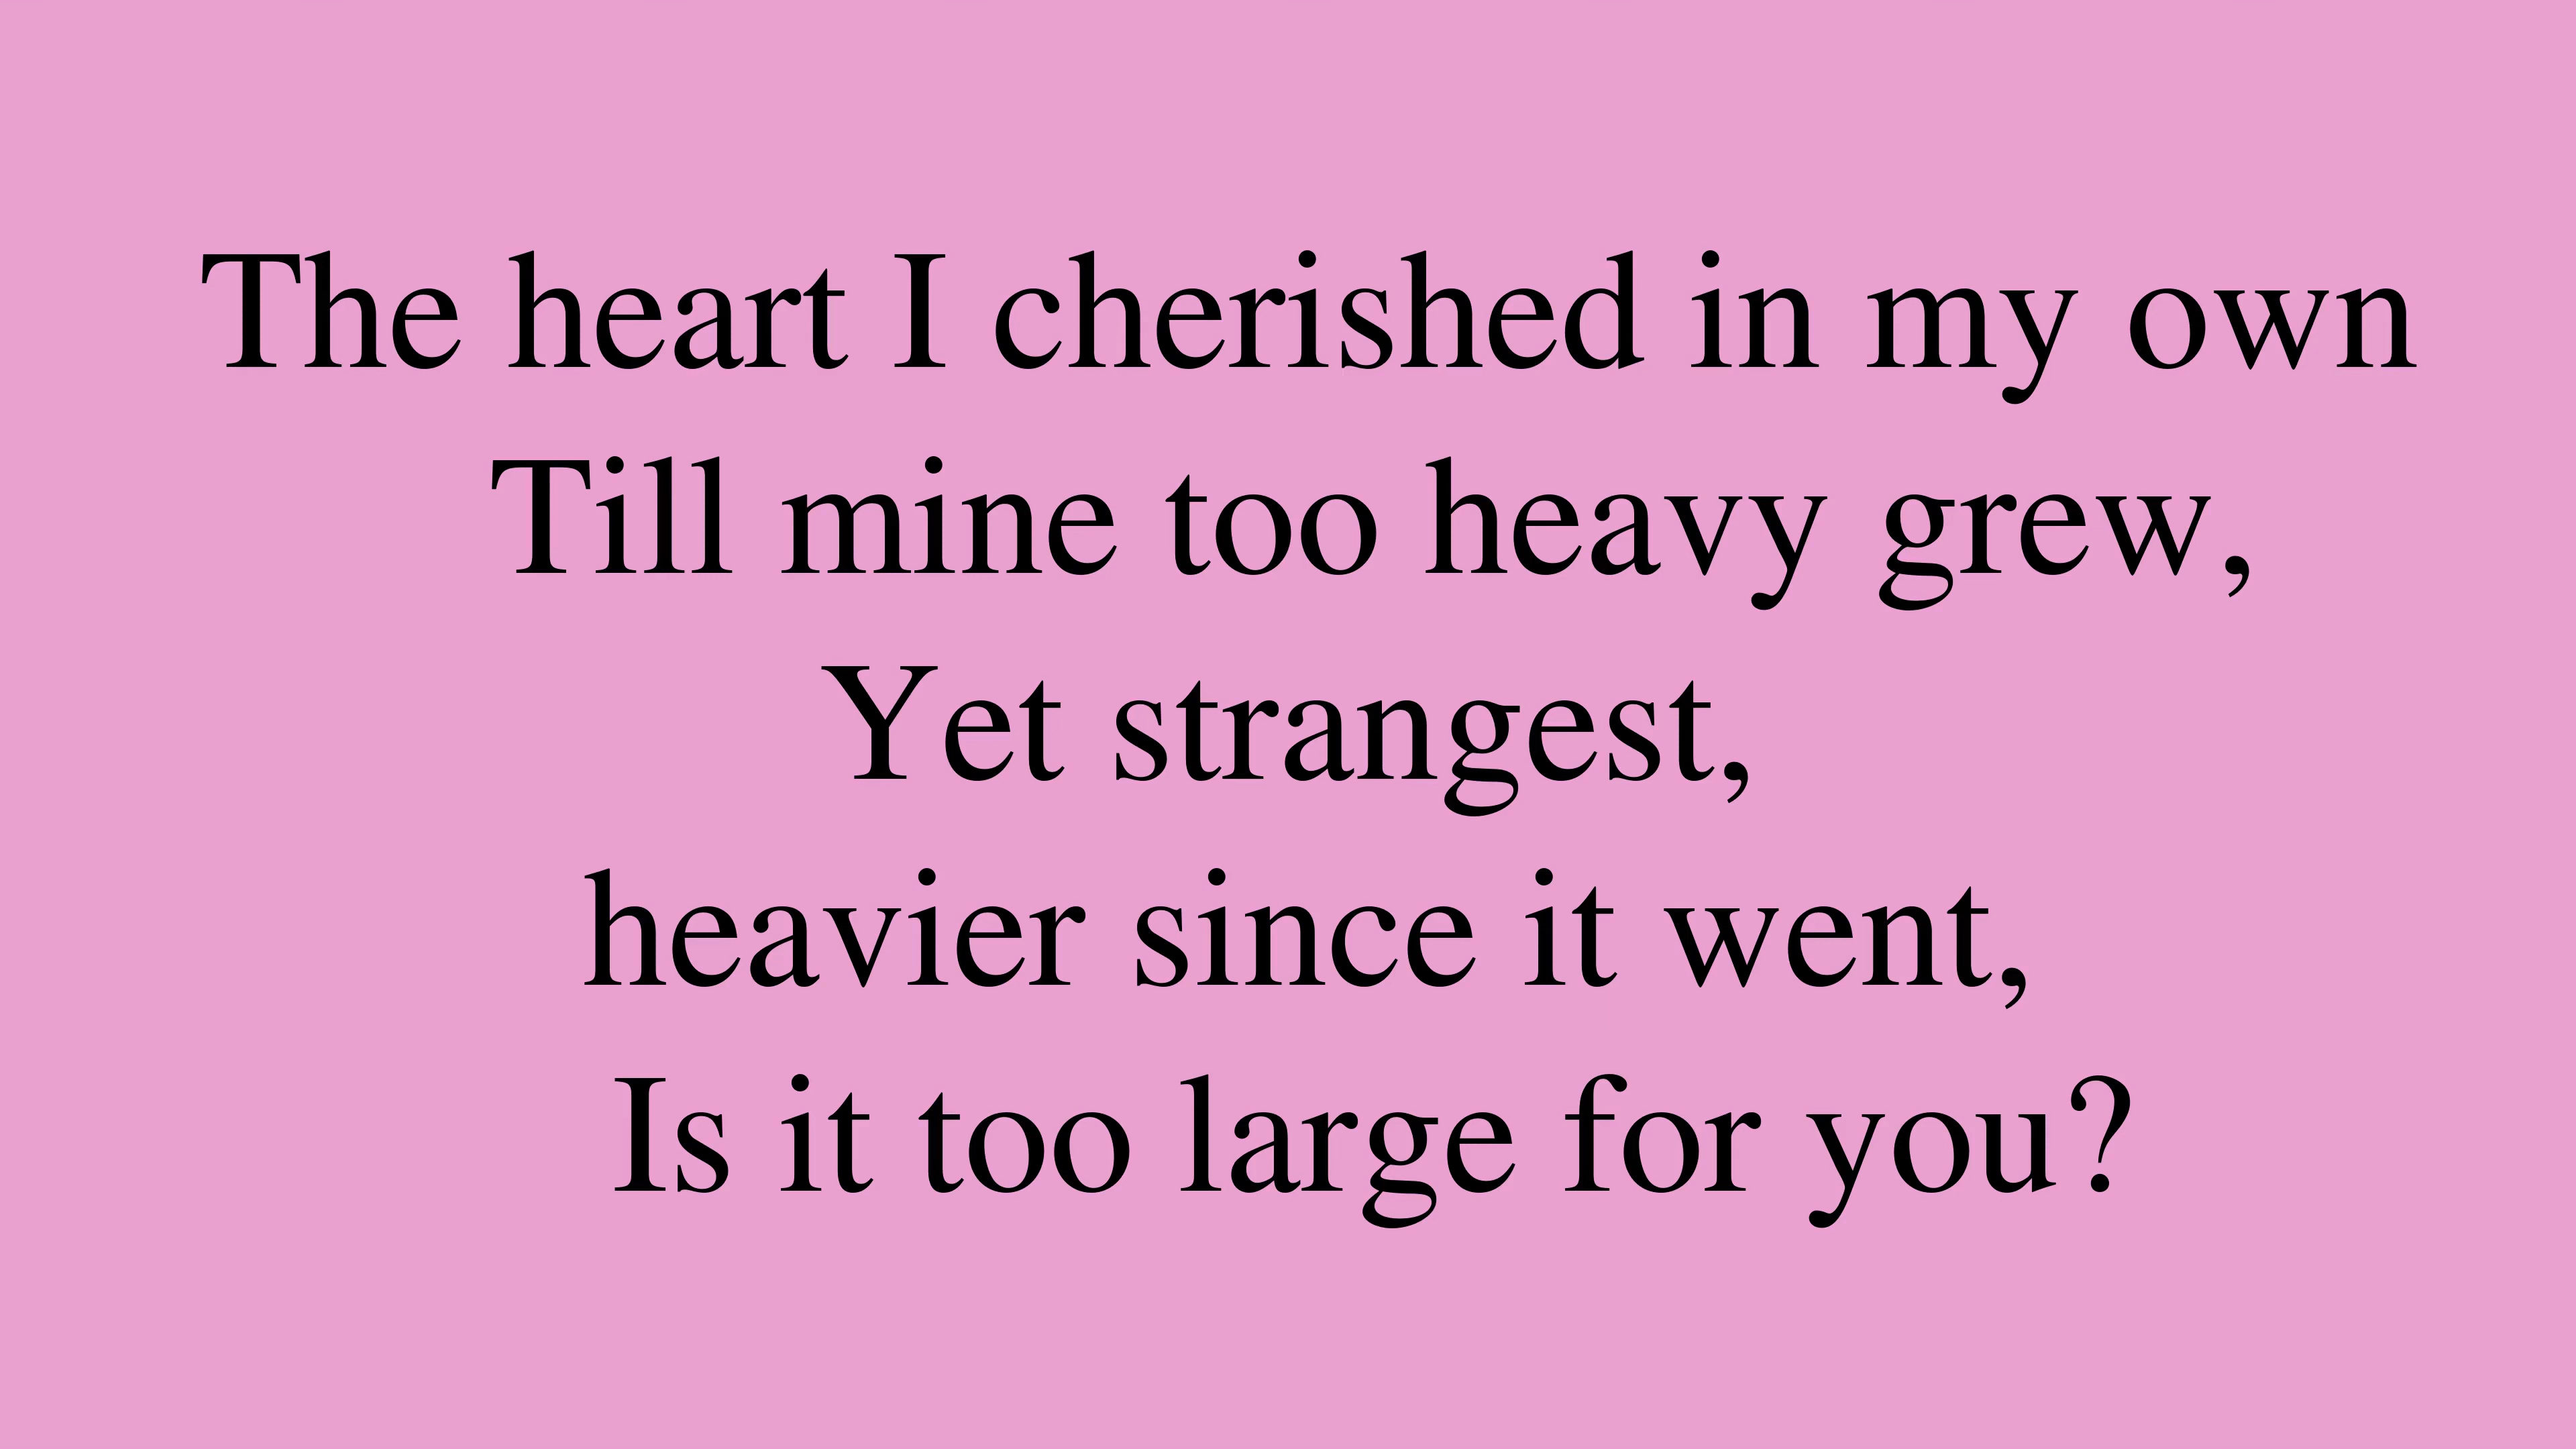 The heart I cherished in my own
Till mine too heavy grew,
Yet strangest,
heavier since it went,
Is it too large for you?